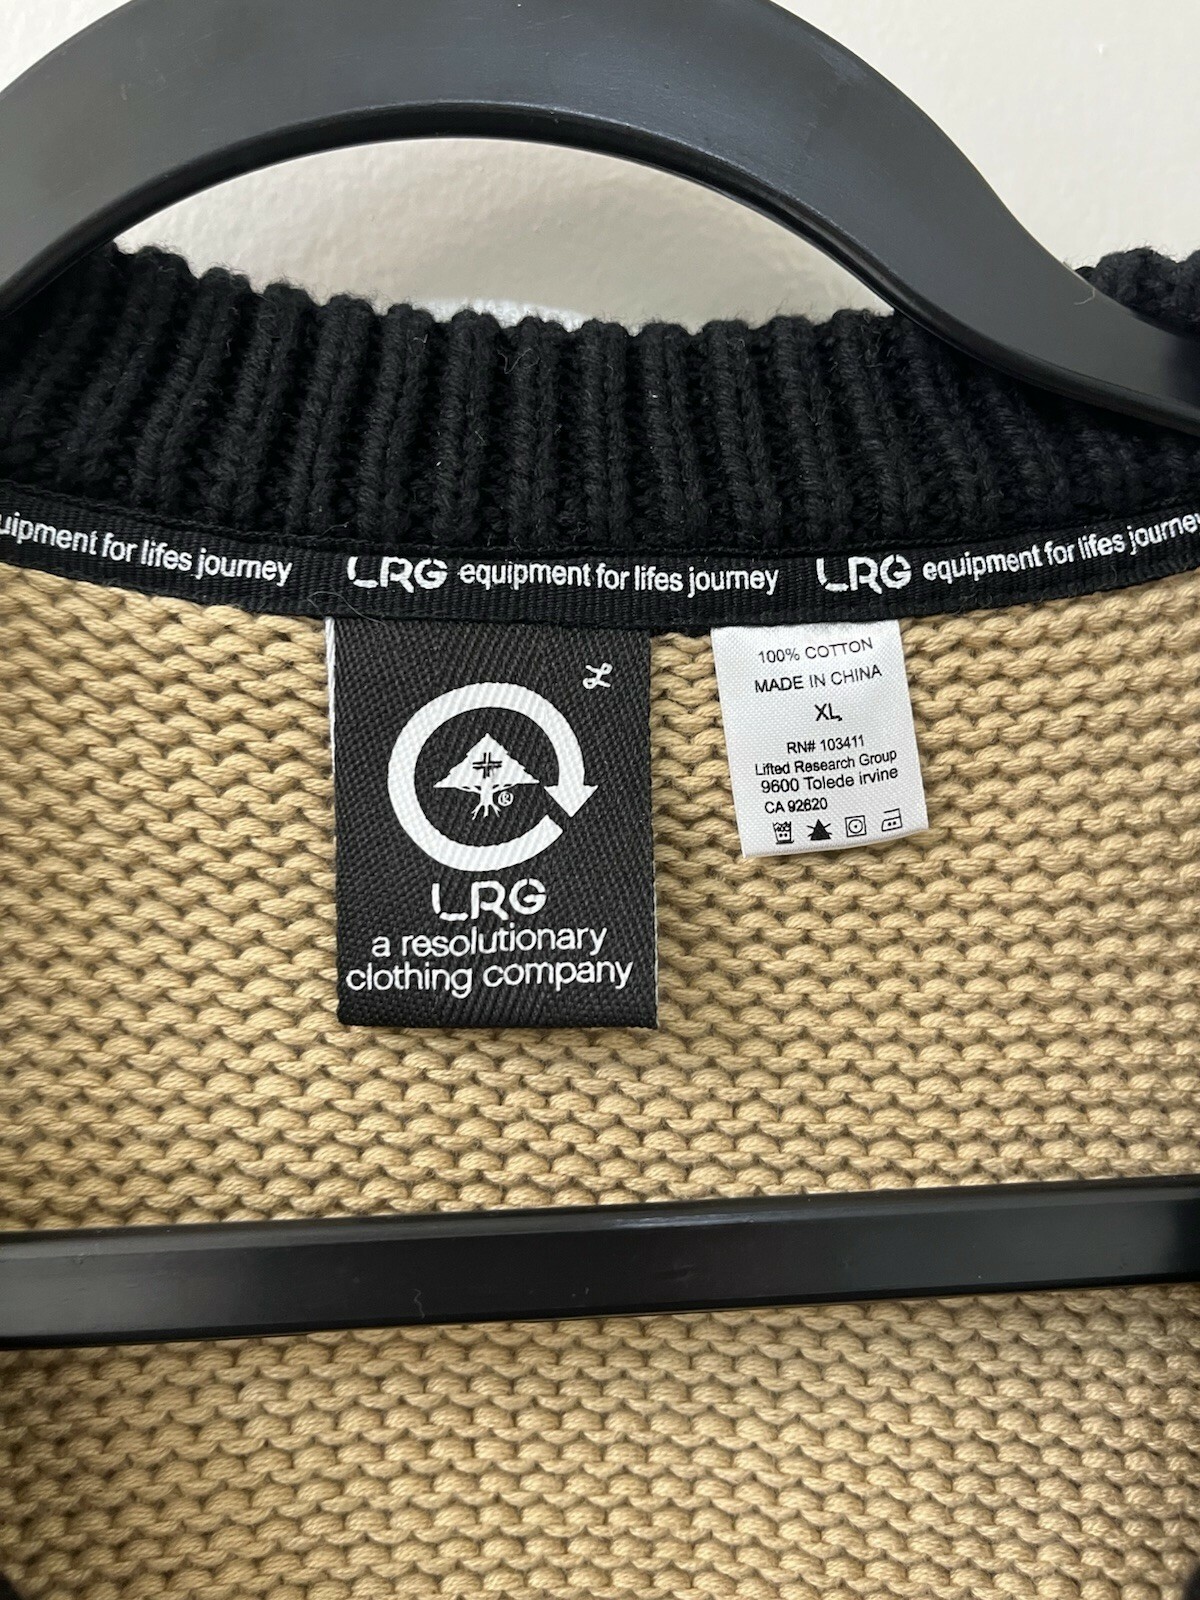 uipment for lifes journey LRG equipment for lifes journey LRG equipment for lifes journey
L
®
LRG
a resolutionary
clothing company
100% COTTON
MADE IN CHINA
XL
RN# 103411
Lifted Research Group
9600 Tolede irvine
CA 92620